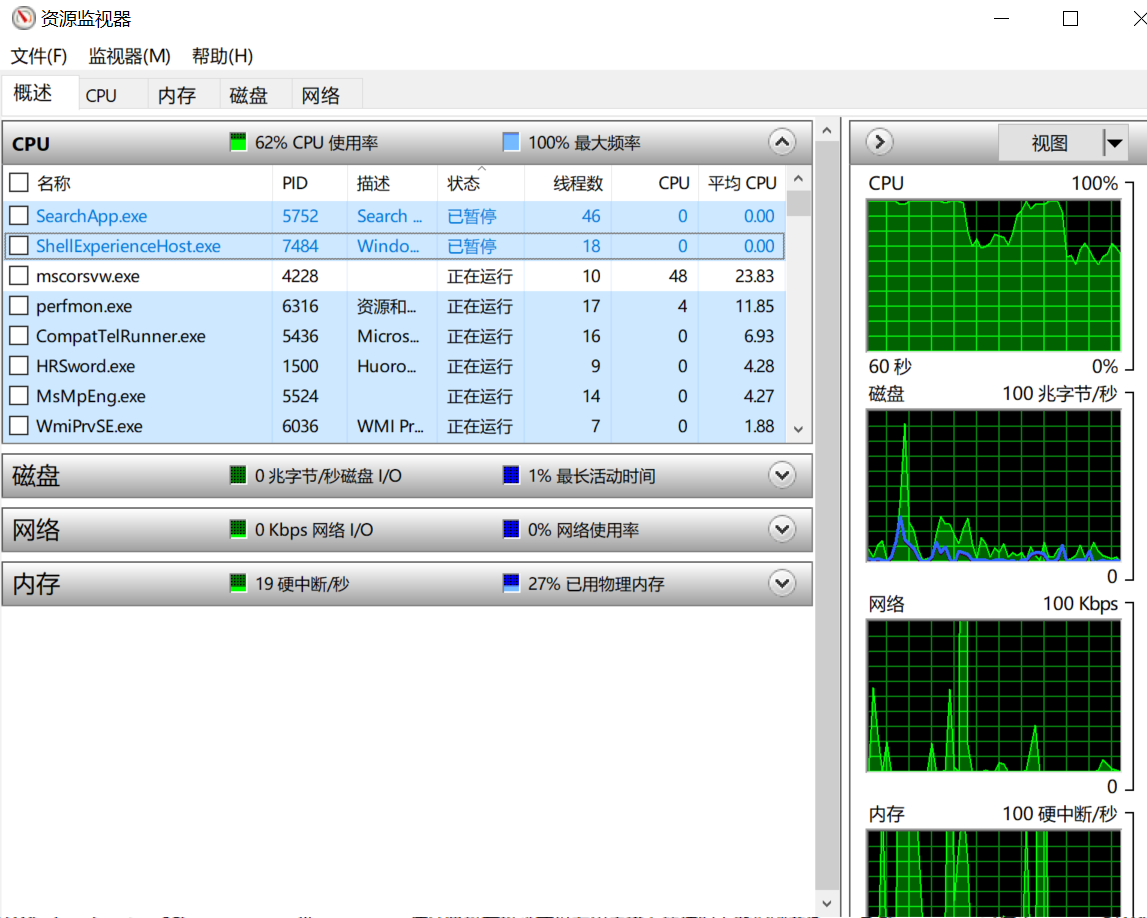 资源监视器
文件(F) 监视器(M) 帮助(H)
概述 CPU 内存 磁盘 网络
CPU 62% CPU 使用率 100% 最大频率
名称 PID 描述 状态 线程数 CPU 平均 CPU
SearchApp.exe 5752 Search ... 已暂停 46 0 0.00
ShellExperienceHost.exe 7484 Windo... 已暂停 18 0 0.00
mscorsvw.exe 4228 正在运行 10 48 23.83
perfmon.exe 6316 资源和... 正在运行 17 4 11.85
CompatTelRunner.exe 5436 Micros... 正在运行 16 0 6.93
HRSword.exe 1500 Huoro... 正在运行 9 0 4.28
MsMpEng.exe 5524 正在运行 14 0 4.27
WmiPrvSE.exe 6036 WMI Pr... 正在运行 7 0 1.88
磁盘 0 兆字节/秒磁盘 I/O 1% 最长活动时间
网络 0 Kbps 网络 I/O 0% 网络使用率
内存 19 硬中断/秒 27% 已用物理内存
视图
CPU 100%
60 秒 0%
磁盘 100 兆字节/秒
0
网络 100 Kbps
0
内存 100 硬中断/秒